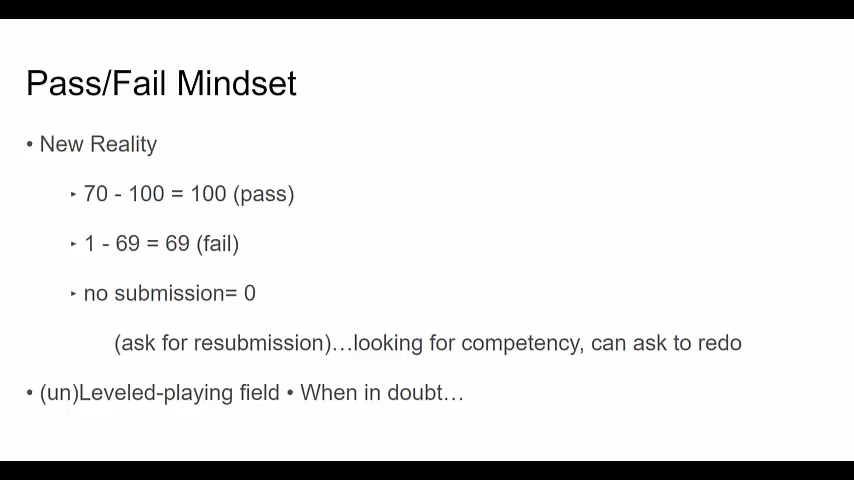 Pass/Fail Mindset
• New Reality
‣ 70 - 100 = 100 (pass)
‣ 1 - 69 = 69 (fail)
‣ no submission= 0
(ask for resubmission)…looking for competency, can ask to redo
• (un)Leveled-playing field • When in doubt…